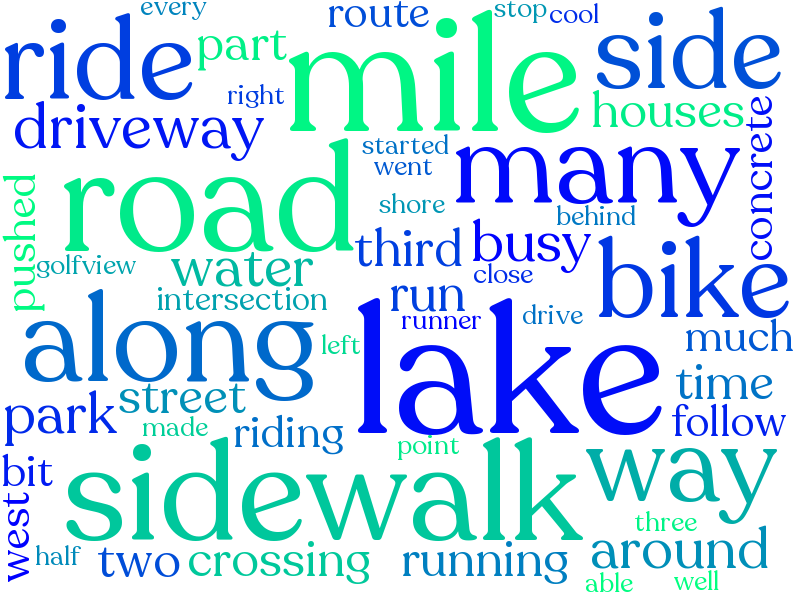 every
route
stop
cool
ride
part
mile
side
right
houses
driveway
concrete
started
went
many
road
pushed
shore
behind
third
busy
golfview
water
close
bike
intersection
run
runner
drive
along
left
lake
much
street
time
park
made
riding
point
follow
bit
sidewalk
way
west
three
half
two
crossing
running
around
able
well